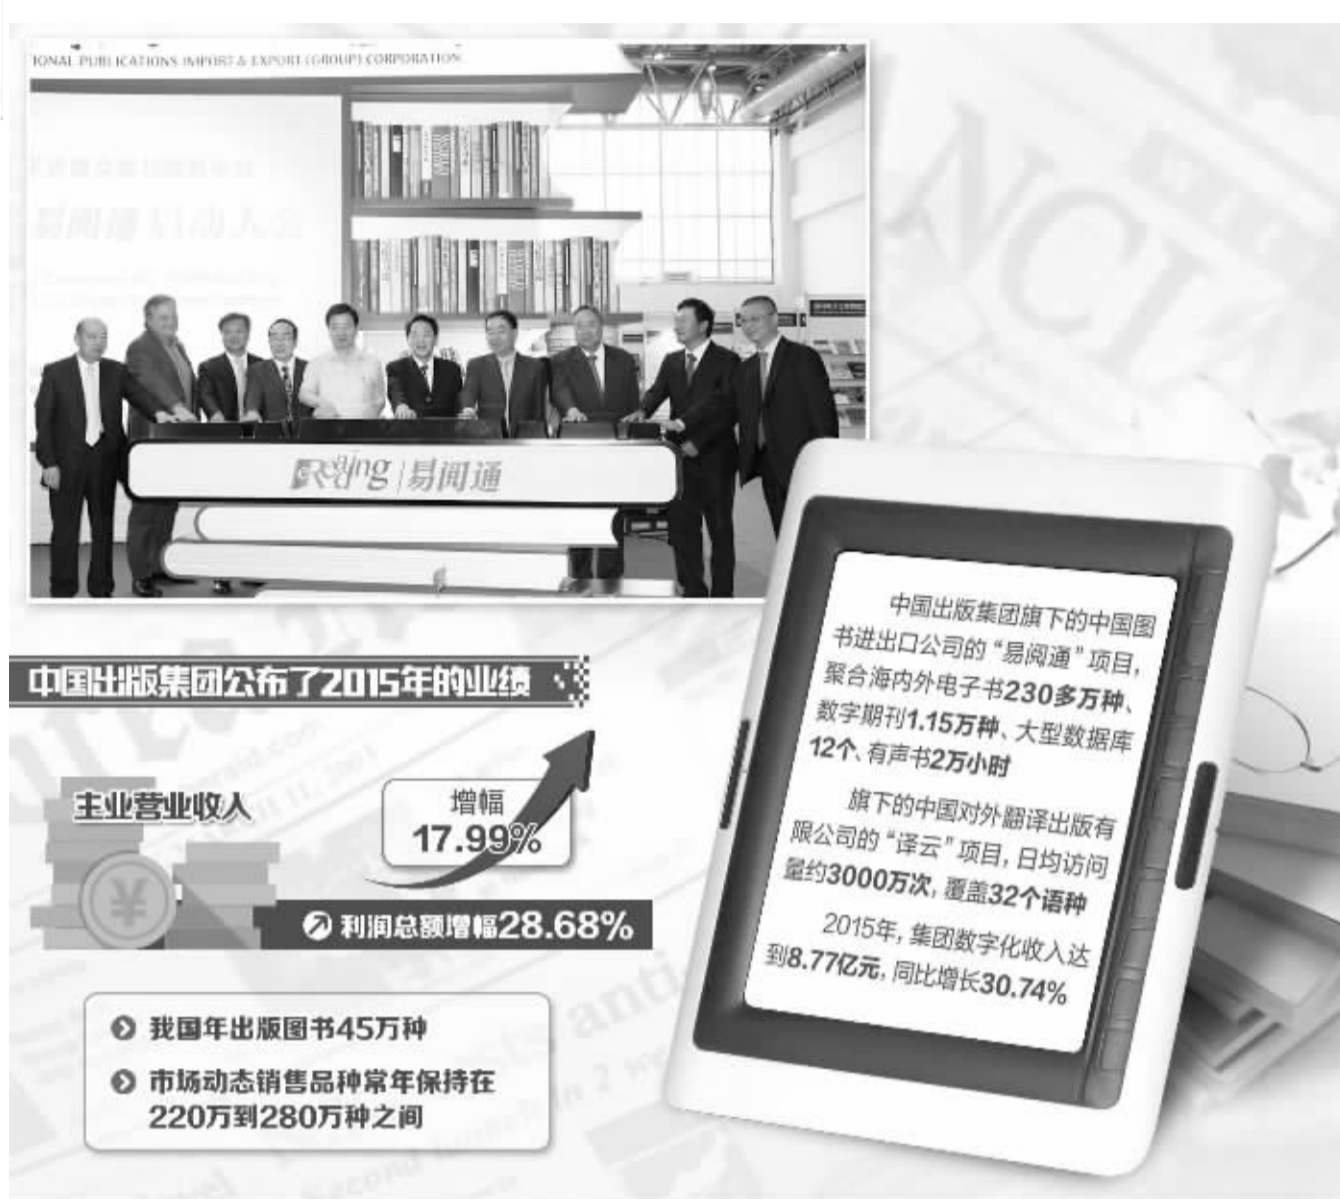 IONAL PUBLICATIONS IMPORT & EXPORT (GROUP) CORPORATION
易阅通 启动大会
eReading 易阅通
中国出版集团公布了2015年的业绩
主业营业收入
增幅
17.99%
利润总额增幅28.68%
我国年出版图书45万种
市场动态销售品种常年保持在
220万到280万种之间
中国出版集团旗下的中国图
书进出口公司的“易阅通”项目，
聚合海内外电子书230多万种、
数字期刊1.15万种、大型数据库
12个、有声书2万小时
旗下的中国对外翻译出版有
限公司的“译云”项目，日均访问
量约3000万次，覆盖32个语种
2015年，集团数字化收入达
到8.77亿元，同比增长30.74%